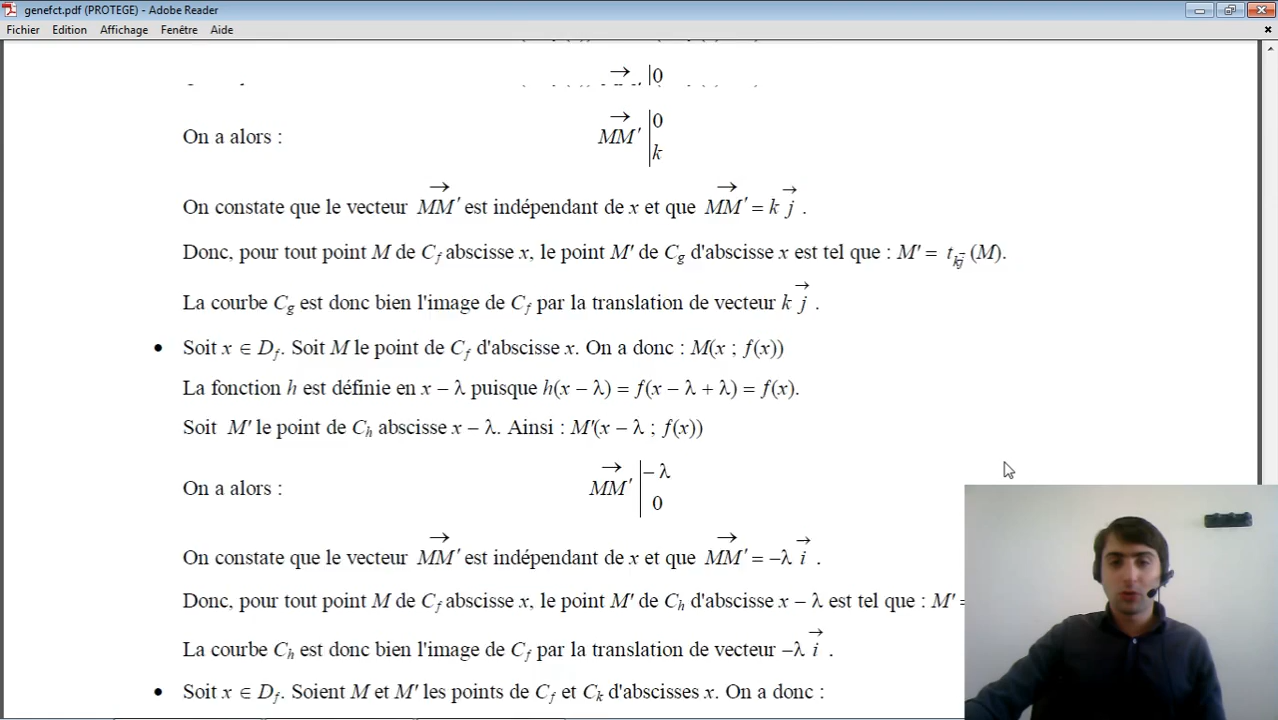 genefct.pdf (PROTEGE) - Adobe Reader
Fichier Edition Affichage Fenêtre Aide
→ |0
On a alors : MM' → | 0 k
On constate que le vecteur MM' → est indépendant de x et que MM' → = k j → .
Donc, pour tout point M de Cf abscisse x, le point M' de Cg d'abscisse x est tel que : M' = t kj → (M).
La courbe Cg est donc bien l'image de Cf par la translation de vecteur k j → .
• Soit x ∈ Df. Soit M le point de Cf d'abscisse x. On a donc : M(x ; f(x))
La fonction h est définie en x − λ puisque h(x − λ) = f(x − λ + λ) = f(x).
Soit M' le point de Ch abscisse x − λ. Ainsi : M'(x − λ ; f(x))
On a alors : MM' → | − λ 0
On constate que le vecteur MM' → est indépendant de x et que MM' → = −λ i → .
Donc, pour tout point M de Cf abscisse x, le point M' de Ch d'abscisse x − λ est tel que : M' =
La courbe Ch est donc bien l'image de Cf par la translation de vecteur −λ i → .
• Soit x ∈ Df. Soient M et M' les points de Cf et Ck d'abscisses x. On a donc :